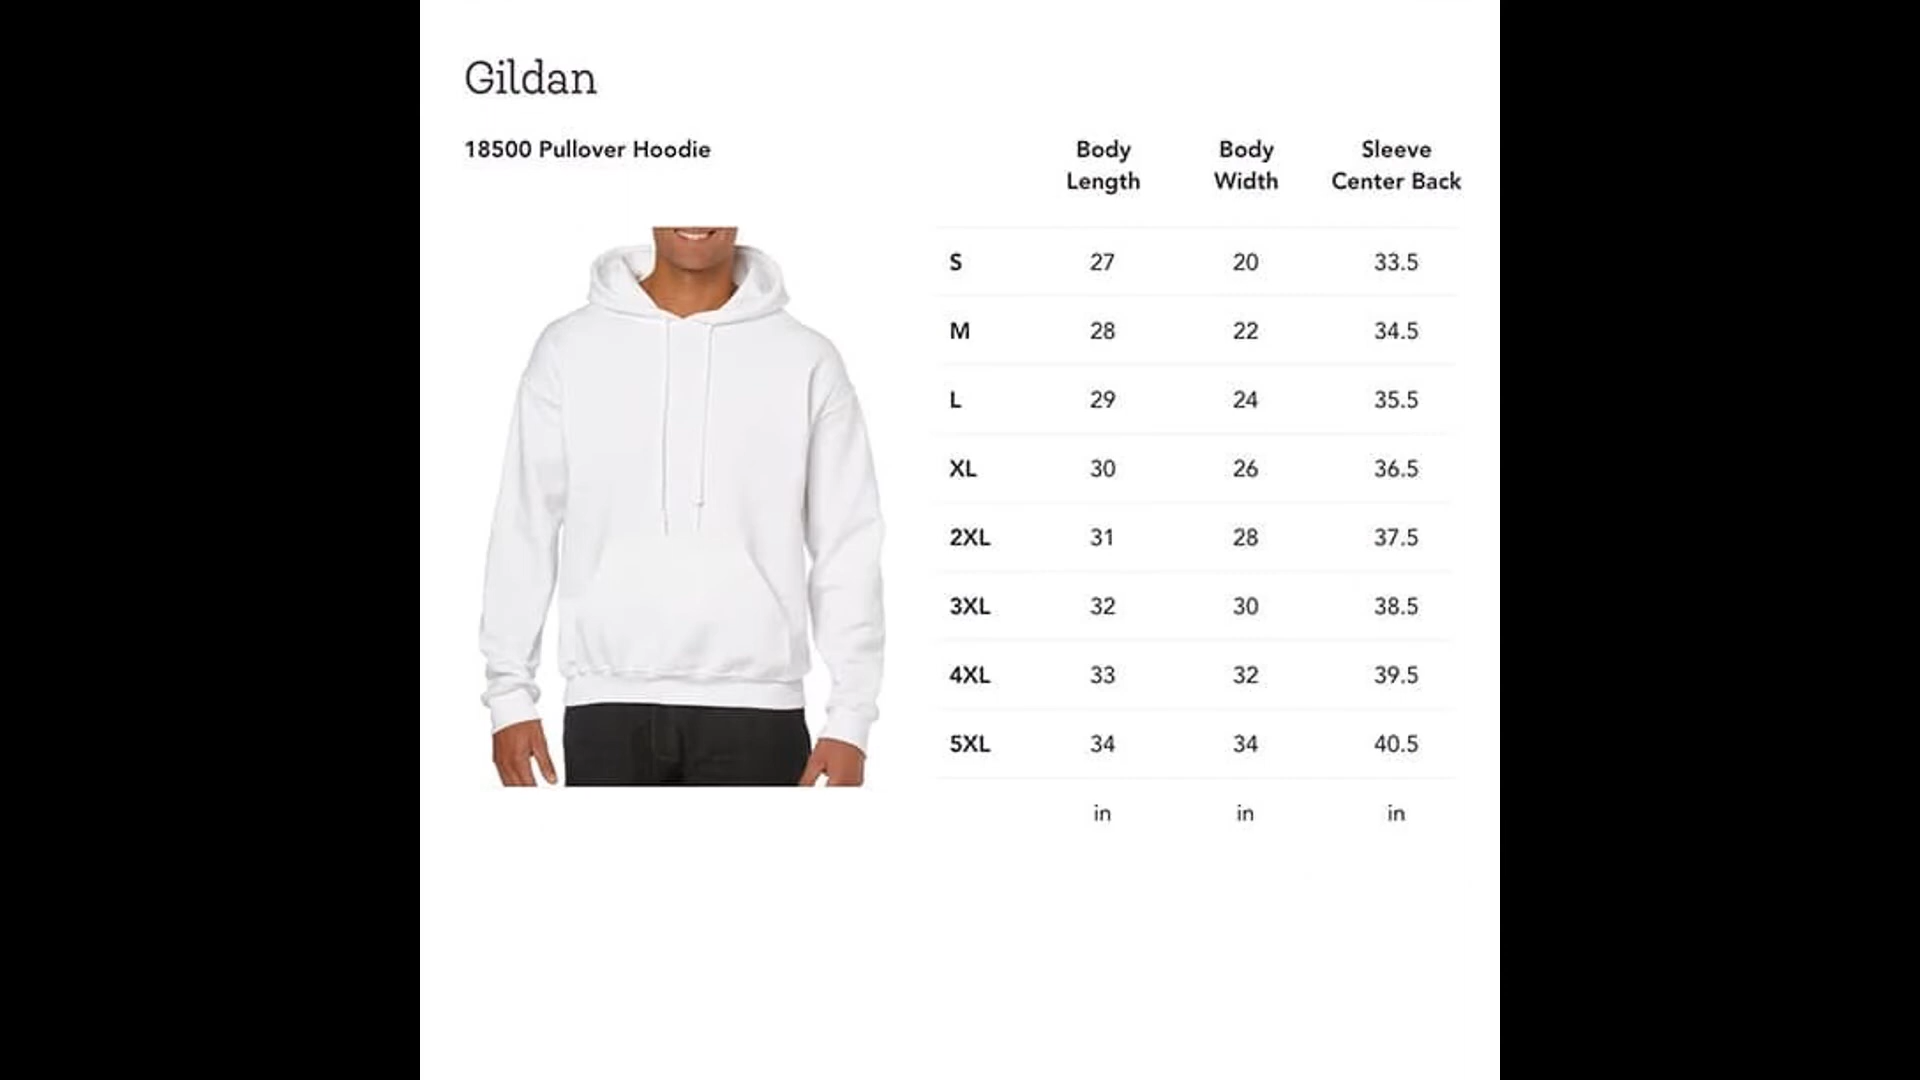 Gildan
18500 Pullover Hoodie
Body Length Body Width Sleeve Center Back
S 27 20 33.5
M 28 22 34.5
L 29 24 35.5
XL 30 26 36.5
2XL 31 28 37.5
3XL 32 30 38.5
4XL 33 32 39.5
5XL 34 34 40.5
in in in